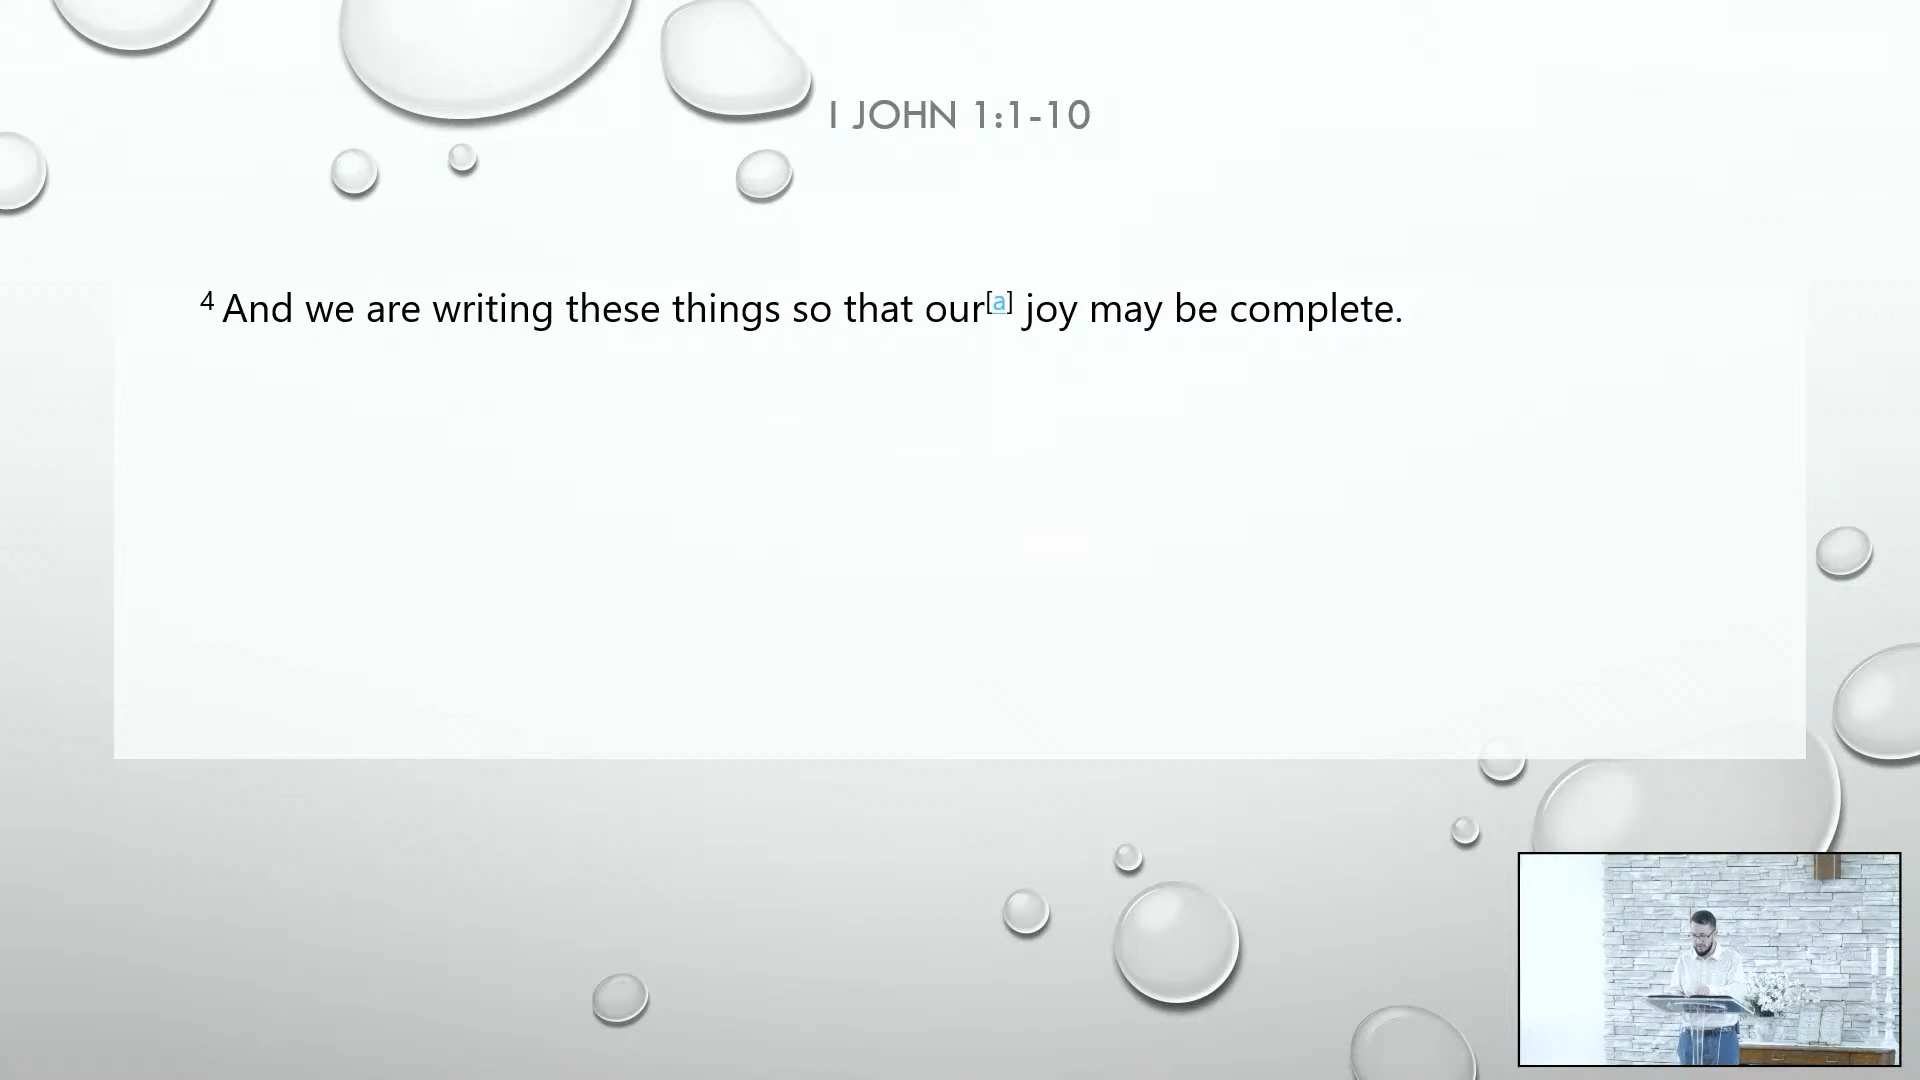 I JOHN 1:1-10
4 And we are writing these things so that our[a] joy may be complete.